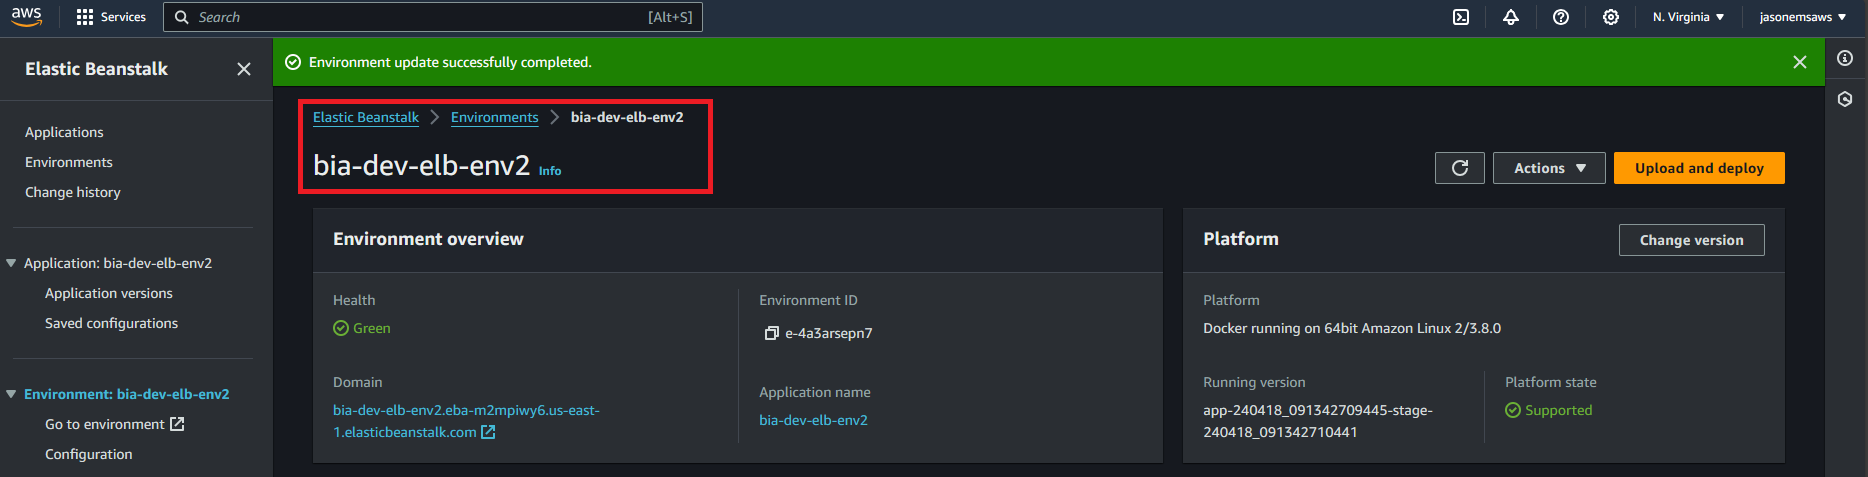 aws
Services
Search
[Alt+S]
N. Virginia
jasonemsaws
Elastic Beanstalk
Applications
Environments
Change history
Application: bia-dev-elb-env2
Application versions
Saved configurations
Environment: bia-dev-elb-env2
Go to environment
Configuration
Environment update successfully completed.
Elastic Beanstalk > Environments > bia-dev-elb-env2
bia-dev-elb-env2 Info
Actions
Upload and deploy
Environment overview
Health
Green
Domain
bia-dev-elb-env2.eba-m2mpiwy6.us-east-
1.elasticbeanstalk.com
Environment ID
e-4a3arsepn7
Application name
bia-dev-elb-env2
Platform
Change version
Platform
Docker running on 64bit Amazon Linux 2/3.8.0
Running version
app-240418_091342709445-stage-
240418_091342710441
Platform state
Supported